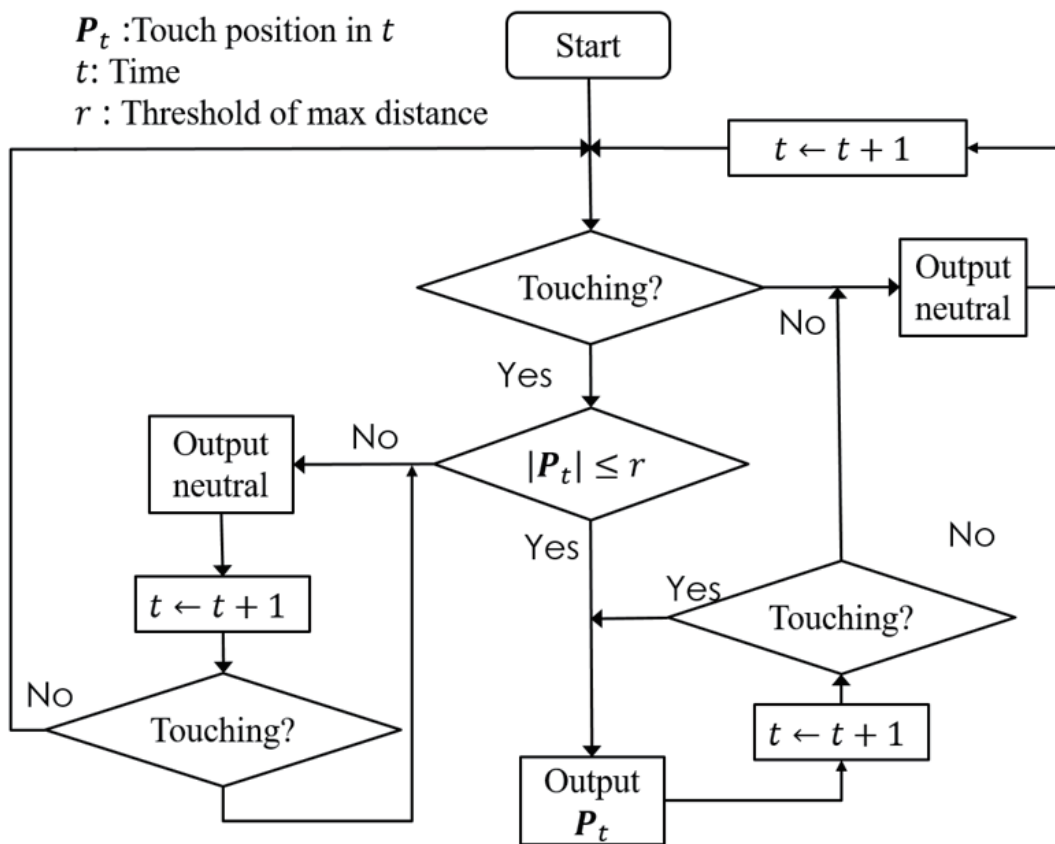 P_t :Touch position in t
t: Time
r : Threshold of max distance
Start
t ← t + 1
Touching?
No
Output
neutral
Yes
|P_t| ≤ r
No
Output
neutral
Yes
t ← t + 1
No
Touching?
No
Yes
Touching?
t ← t + 1
Output
P_t